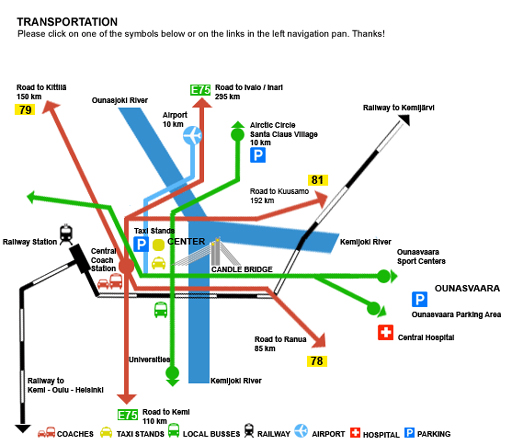 TRANSPORTATION
Please click on one of the symbols below or on the links in the left navigation pan. Thanks!
Road to Kittilä
150 km
79
Ounasjoki River
E75
Road to Ivalo / Inari
295 km
Airport
10 km
Airctic Circle
Santa Claus Village
10 km
P
Railway to Kemijärvi
81
Road to Kuusamo
192 km
Railway Station
Taxi Stands
P
CENTER
Central
Coach
Station
CANDLE BRIDGE
Kemijoki River
Ounasvaara
Sport Centers
OUNASVAARA
P
Ounasvaara Parking Area
Central Hospital
Road to Ranua
85 km
78
Universities
Railway to
Kemi - Oulu - Helsinki
Kemijoki River
E75
Road to Kemi
110 km
COACHES
TAXI STANDS
LOCAL BUSSES
RAILWAY
AIRPORT
HOSPITAL
P PARKING